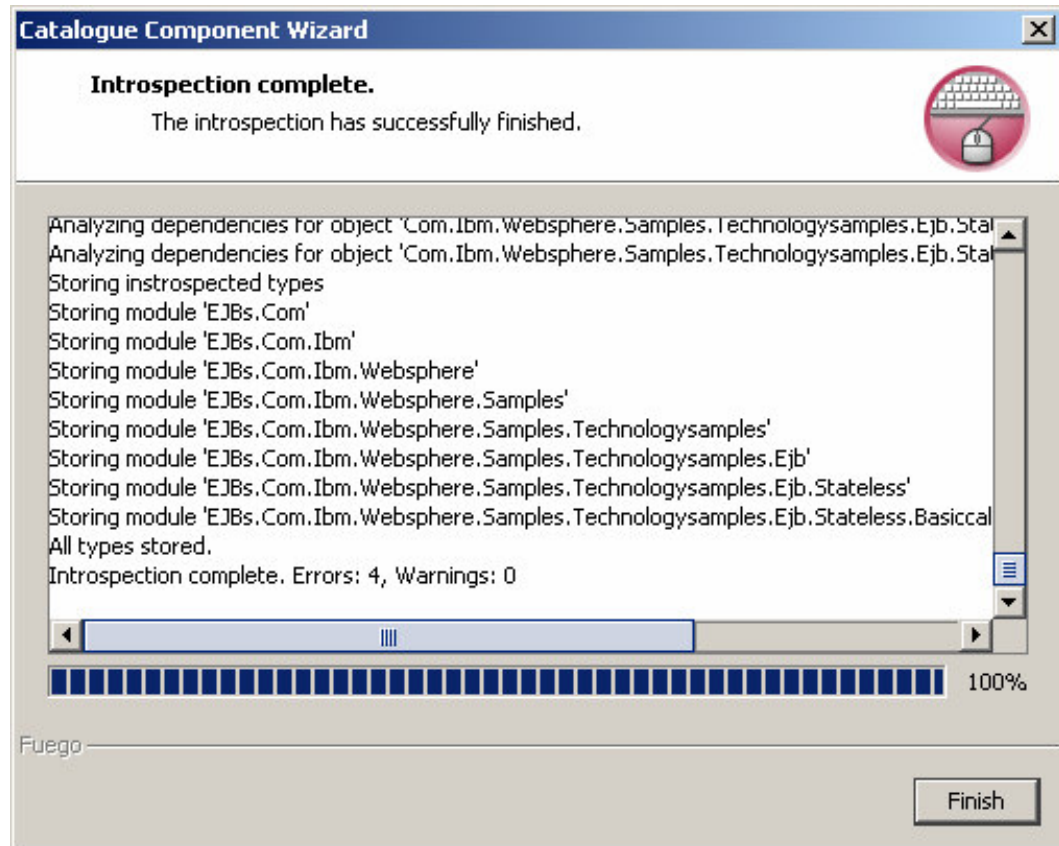 Catalogue Component Wizard
Introspection complete.
The introspection has successfully finished.
Analyzing dependencies for object 'Com.Ibm.Websphere.Samples.Technologysamples.Ejb.Stat
Analyzing dependencies for object 'Com.Ibm.Websphere.Samples.Technologysamples.Ejb.Stat
Storing instrospected types
Storing module 'EJBs.Com'
Storing module 'EJBs.Com.Ibm'
Storing module 'EJBs.Com.Ibm.Websphere'
Storing module 'EJBs.Com.Ibm.Websphere.Samples'
Storing module 'EJBs.Com.Ibm.Websphere.Samples.Technologysamples'
Storing module 'EJBs.Com.Ibm.Websphere.Samples.Technologysamples.Ejb'
Storing module 'EJBs.Com.Ibm.Websphere.Samples.Technologysamples.Ejb.Stateless'
Storing module 'EJBs.Com.Ibm.Websphere.Samples.Technologysamples.Ejb.Stateless.Basiccal
All types stored.
Introspection complete. Errors: 4, Warnings: 0
100%
Fuego
Finish